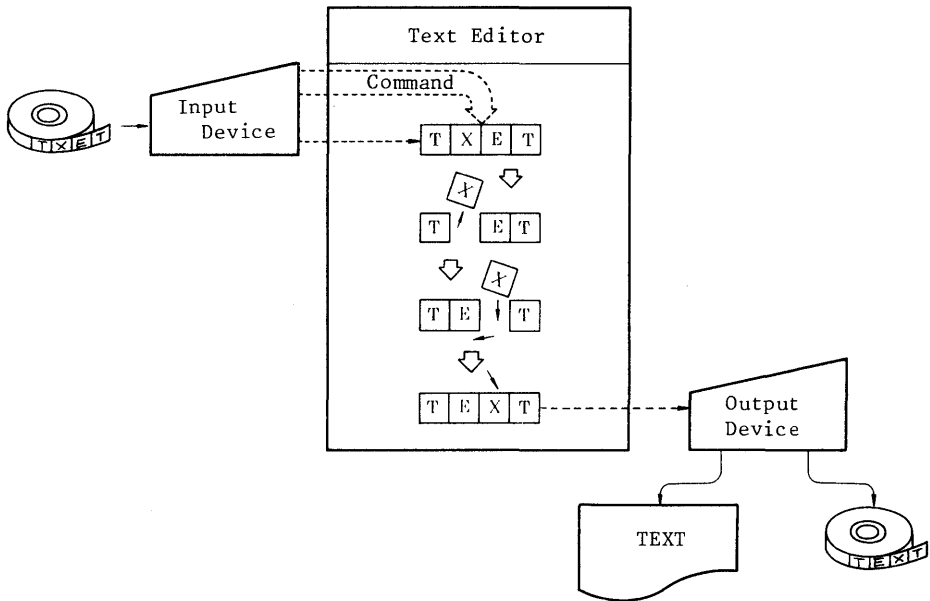 Text Editor
Command
Input
Device
T X E T
T X E T
X
T E T
X
T E T
T E X T
Output
Device
TEXT
T E X T